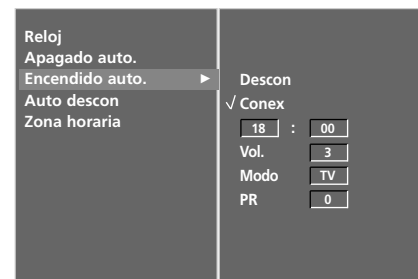 Reloj
Apagado auto.
Encendido auto. ►
Auto descon
Zona horaria
Descon
√ Conex
18 : 00
Vol. 3
Modo TV
PR 0